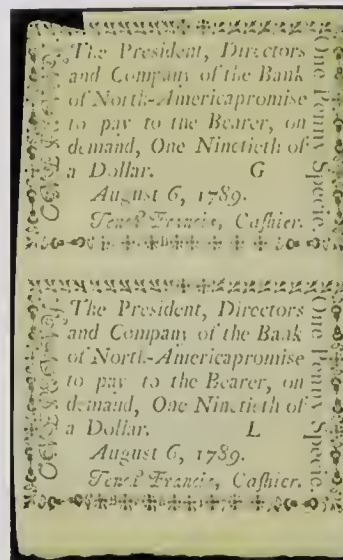 The President, Directors
and Company of the Bank
of North-America promise
to pay to the Bearer, on
demand, One Ninetieth of
a Dollar. G
August 6, 1789.
Tench Francis, Cashier.
One Penny Specie.
The President, Directors
and Company of the Bank
of North-America promise
to pay to the Bearer, on
demand, One Ninetieth of
a Dollar. L
August 6, 1789.
Tench Francis, Cashier.
One Penny Specie.